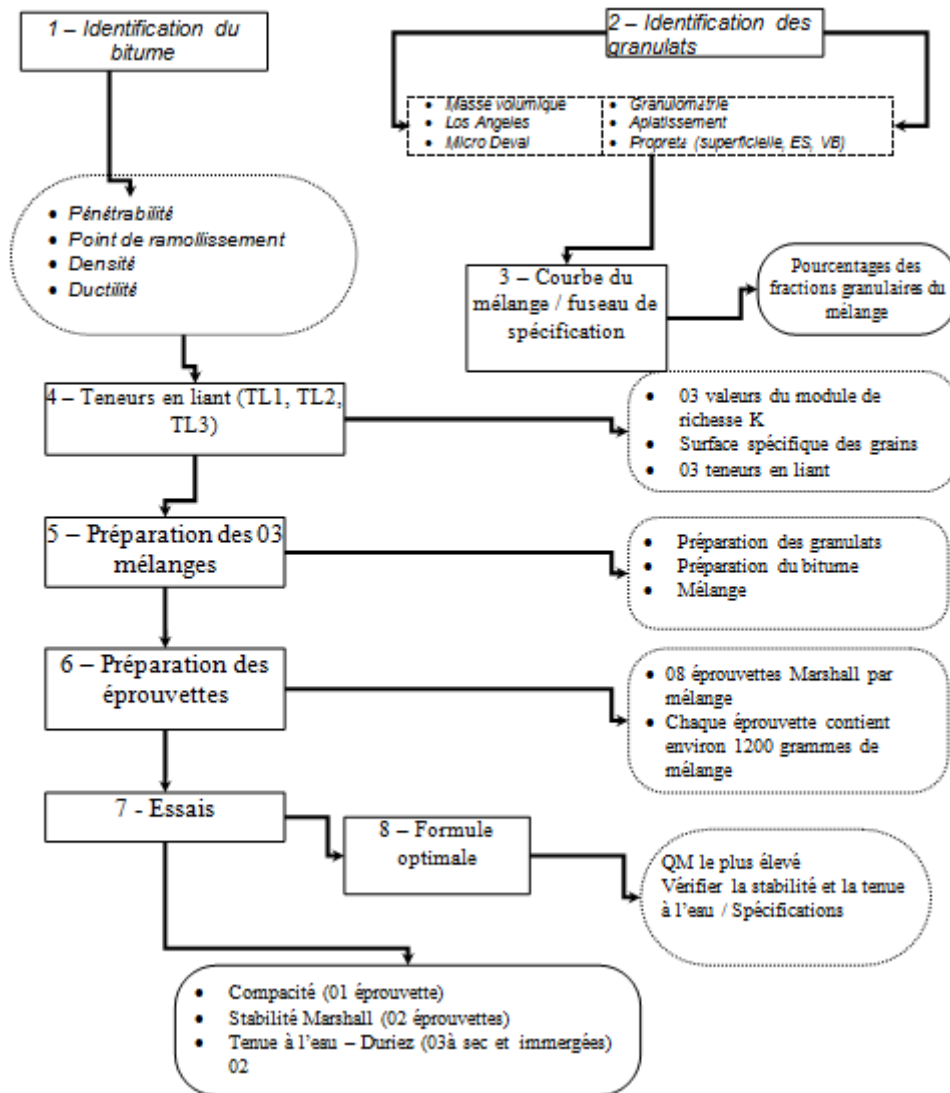 1 – Identification du
bitume
2 – Identification des
granulats
• Masse volumique
• Los Angeles
• Micro Deval
• Granulométrie
• Aplatissement
• Propreté (superficielle, ES, VB)
• Pénétrabilité
• Point de ramollissement
• Densité
• Ductilité
3 – Courbe du
mélange / fuseau de
spécification
Pourcentages des
fractions granulaires du
mélange
4 – Teneurs en liant (TL1, TL2,
TL3)
• 03 valeurs du module de
richesse K
• Surface spécifique des grains
• 03 teneurs en liant
5 – Préparation des 03
mélanges
• Préparation des granulats
• Préparation du bitume
• Mélange
6 – Préparation des
éprouvettes
• 08 éprouvettes Marshall par
mélange
• Chaque éprouvette contient
environ 1200 grammes de
mélange
7 - Essais
8 – Formule
optimale
QM le plus élevé
Vérifier la stabilité et la tenue
à l’eau / Spécifications
• Compacité (01 éprouvette)
• Stabilité Marshall (02 éprouvettes)
• Tenue à l’eau – Duriez (03à sec et immergées)
02